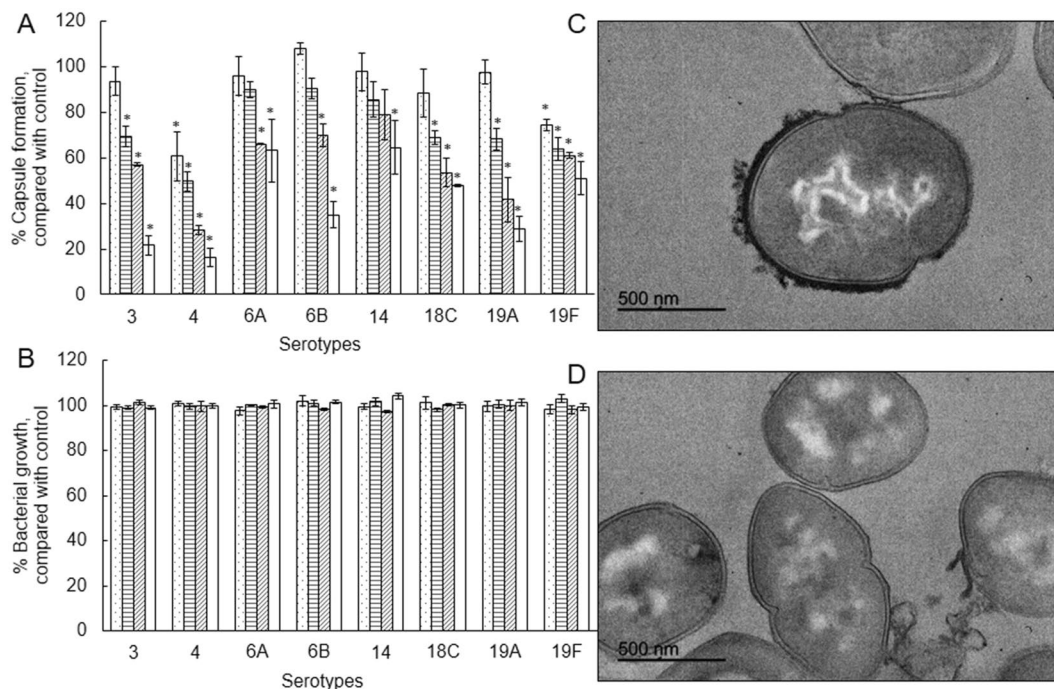 A
% Capsule formation,
compared with control
120
100
80
60
40
20
0
* * * * * * * * * * * * * * * * * * * * * *
3 4 6A 6B 14 18C 19A 19F
Serotypes
B
% Bacterial growth,
compared with control
120
100
80
60
40
20
0
3 4 6A 6B 14 18C 19A 19F
Serotypes
C
500 nm
D
500 nm